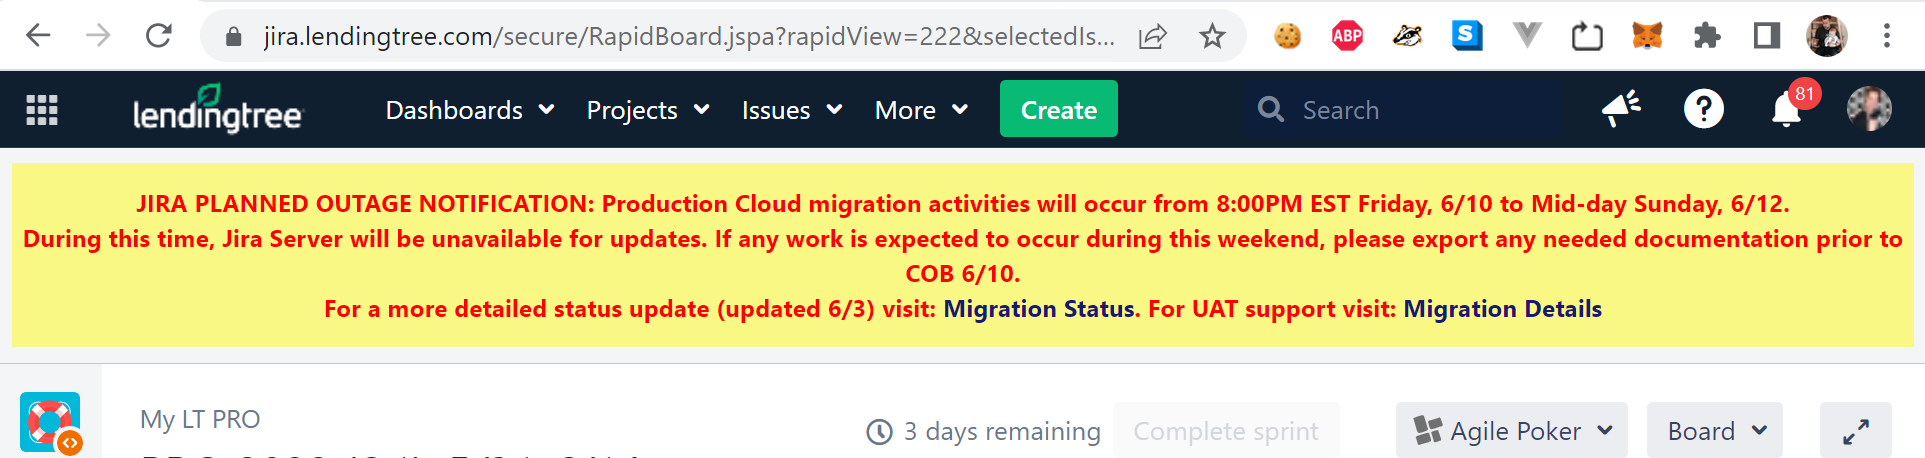 jira.lendingtree.com/secure/RapidBoard.jspa?rapidView=222&selectedIs...
ABP
lendingtree Dashboards Projects Issues More Create Search 81
JIRA PLANNED OUTAGE NOTIFICATION: Production Cloud migration activities will occur from 8:00PM EST Friday, 6/10 to Mid-day Sunday, 6/12.
During this time, Jira Server will be unavailable for updates. If any work is expected to occur during this weekend, please export any needed documentation prior to
COB 6/10.
For a more detailed status update (updated 6/3) visit: Migration Status. For UAT support visit: Migration Details
My LT PRO
3 days remaining Complete sprint Agile Poker Board